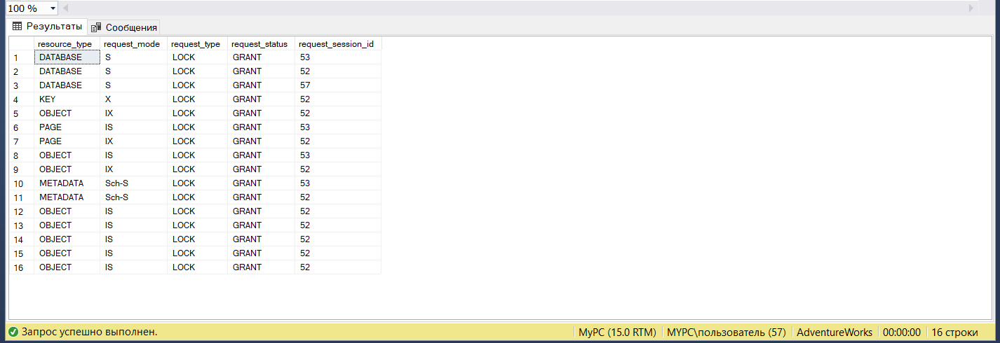 100 %
Результаты Сообщения
resource_type request_mode request_type request_status request_session_id
1 DATABASE S LOCK GRANT 53
2 DATABASE S LOCK GRANT 52
3 DATABASE S LOCK GRANT 57
4 KEY X LOCK GRANT 52
5 OBJECT IX LOCK GRANT 52
6 PAGE IS LOCK GRANT 53
7 PAGE IX LOCK GRANT 52
8 OBJECT IS LOCK GRANT 53
9 OBJECT IX LOCK GRANT 52
10 METADATA Sch-S LOCK GRANT 53
11 METADATA Sch-S LOCK GRANT 52
12 OBJECT IS LOCK GRANT 52
13 OBJECT IS LOCK GRANT 52
14 OBJECT IS LOCK GRANT 52
15 OBJECT IS LOCK GRANT 52
16 OBJECT IS LOCK GRANT 52
Запрос успешно выполнен. MyPC (15.0 RTM) MYPC\пользователь (57) AdventureWorks 00:00:00 16 строки